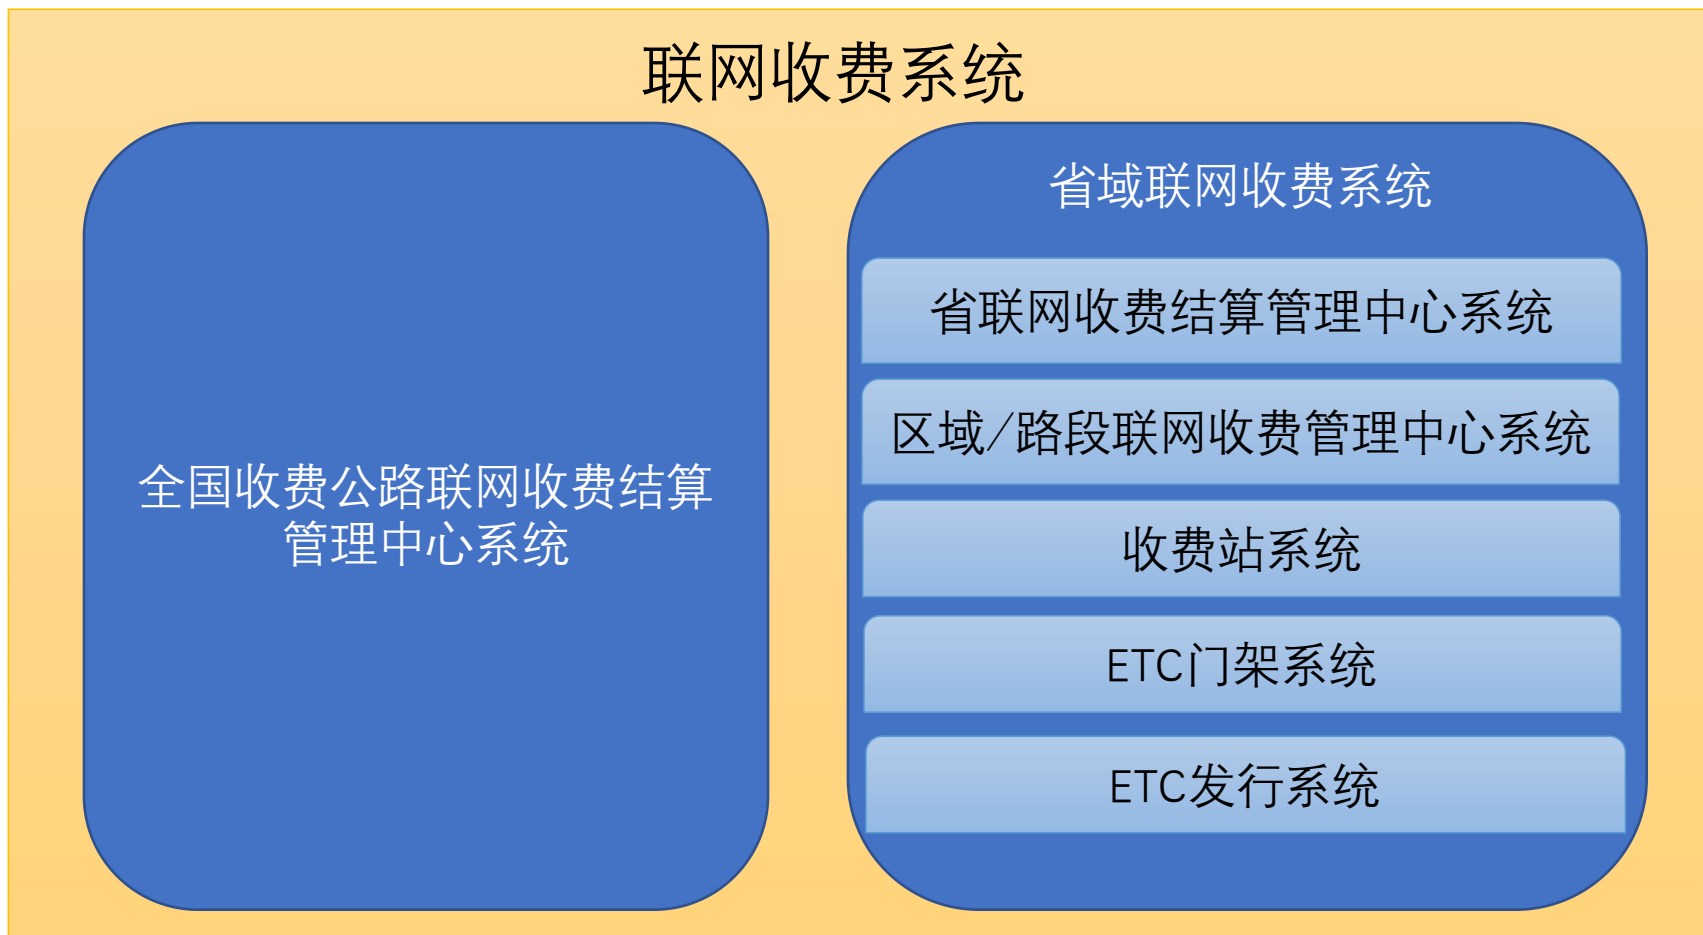 联网收费系统
全国收费公路联网收费结算
管理中心系统
省域联网收费系统
省联网收费结算管理中心系统
区域/路段联网收费管理中心系统
收费站系统
ETC门架系统
ETC发行系统